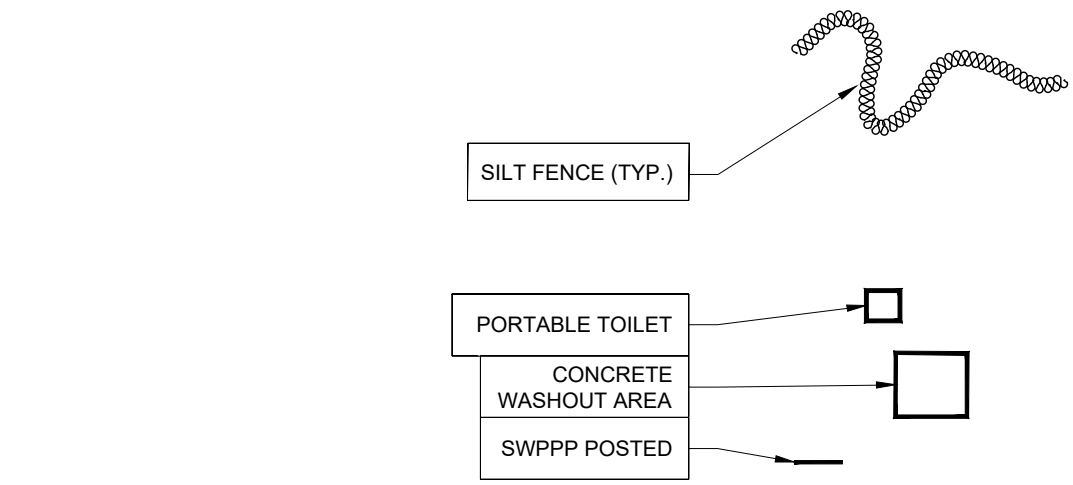 SILT FENCE (TYP.)
PORTABLE TOILET
CONCRETE
WASHOUT AREA
SWPPP POSTED